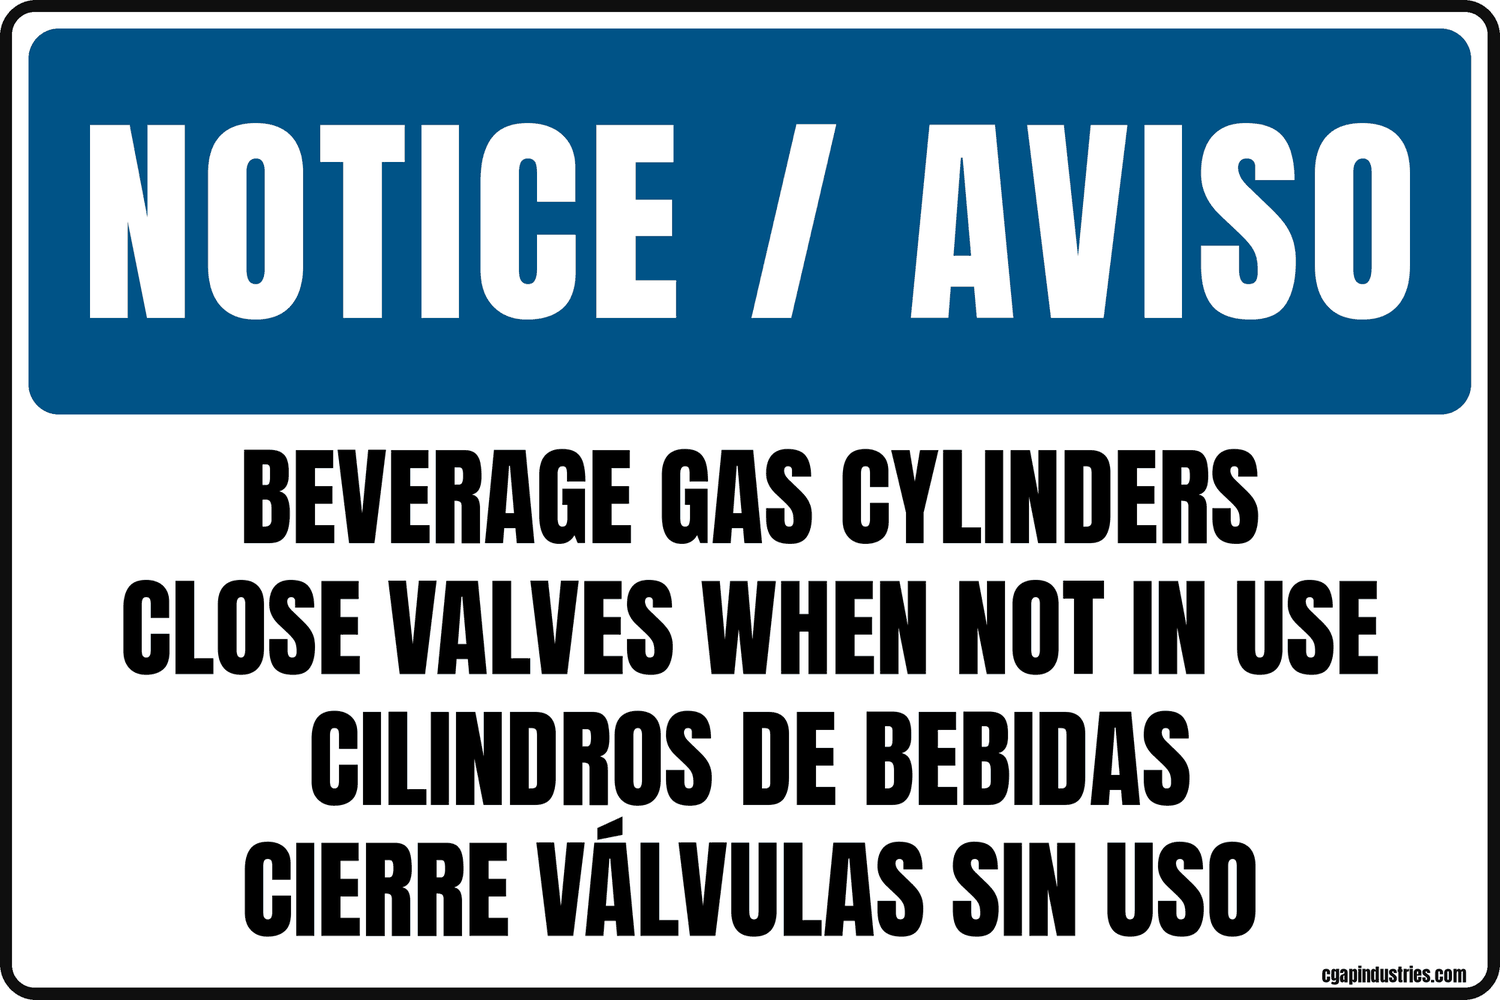 NOTICE / AVISO
BEVERAGE GAS CYLINDERS
CLOSE VALVES WHEN NOT IN USE
CILINDROS DE BEBIDAS
CIERRE VÁLVULAS SIN USO
cgapindustries.com